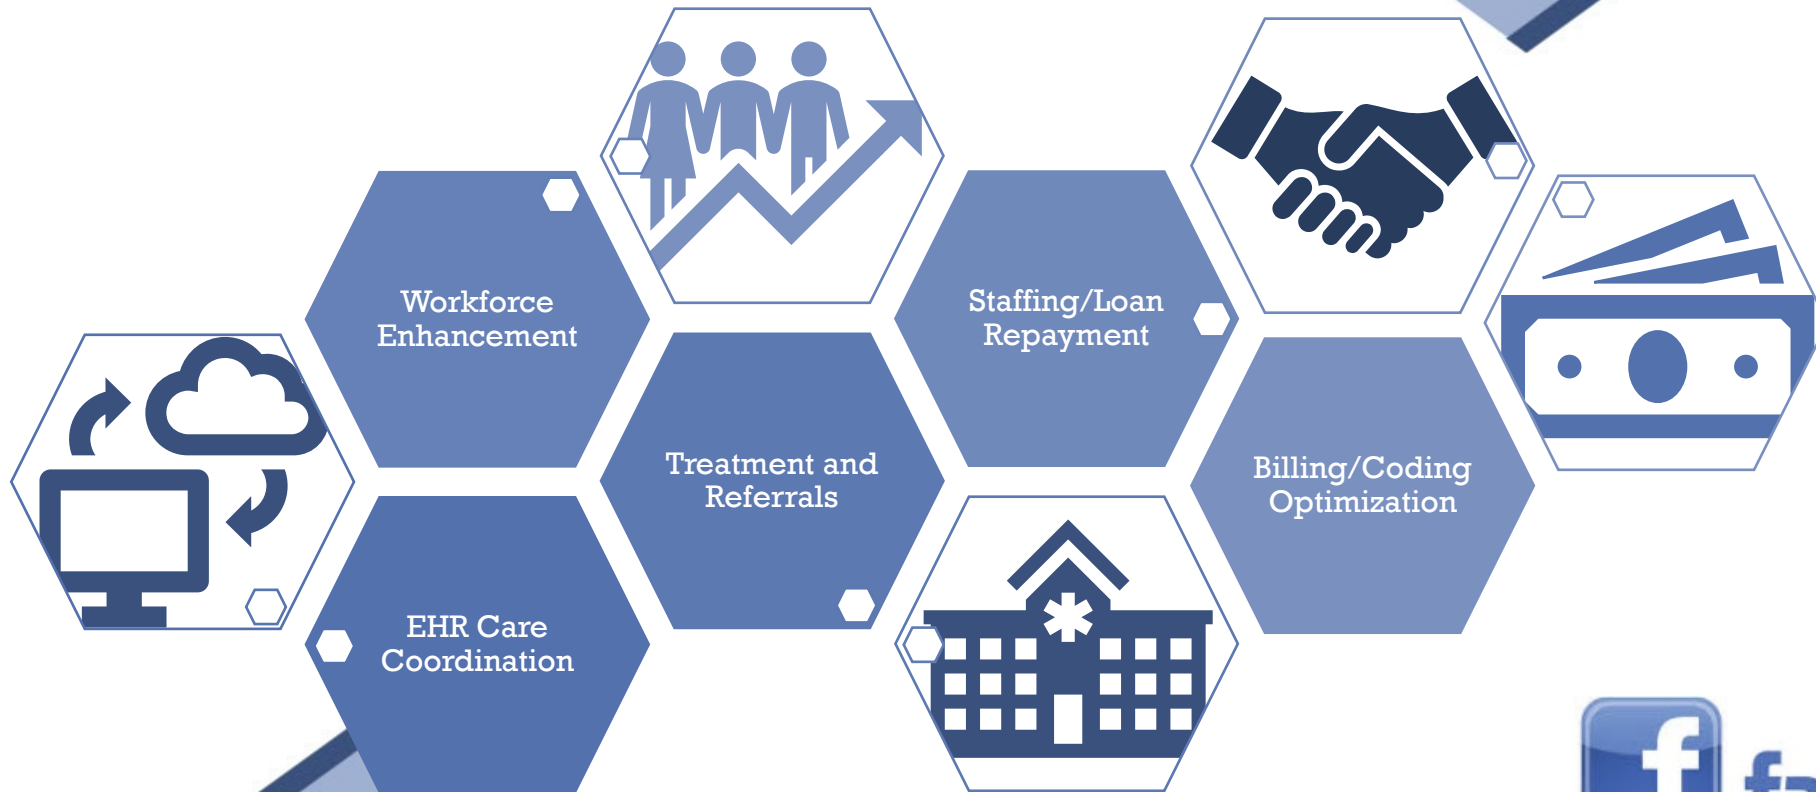 Workforce
Enhancement
Staffing/Loan
Repayment
Treatment and
Referrals
Billing/Coding
Optimization
EHR Care
Coordination
f